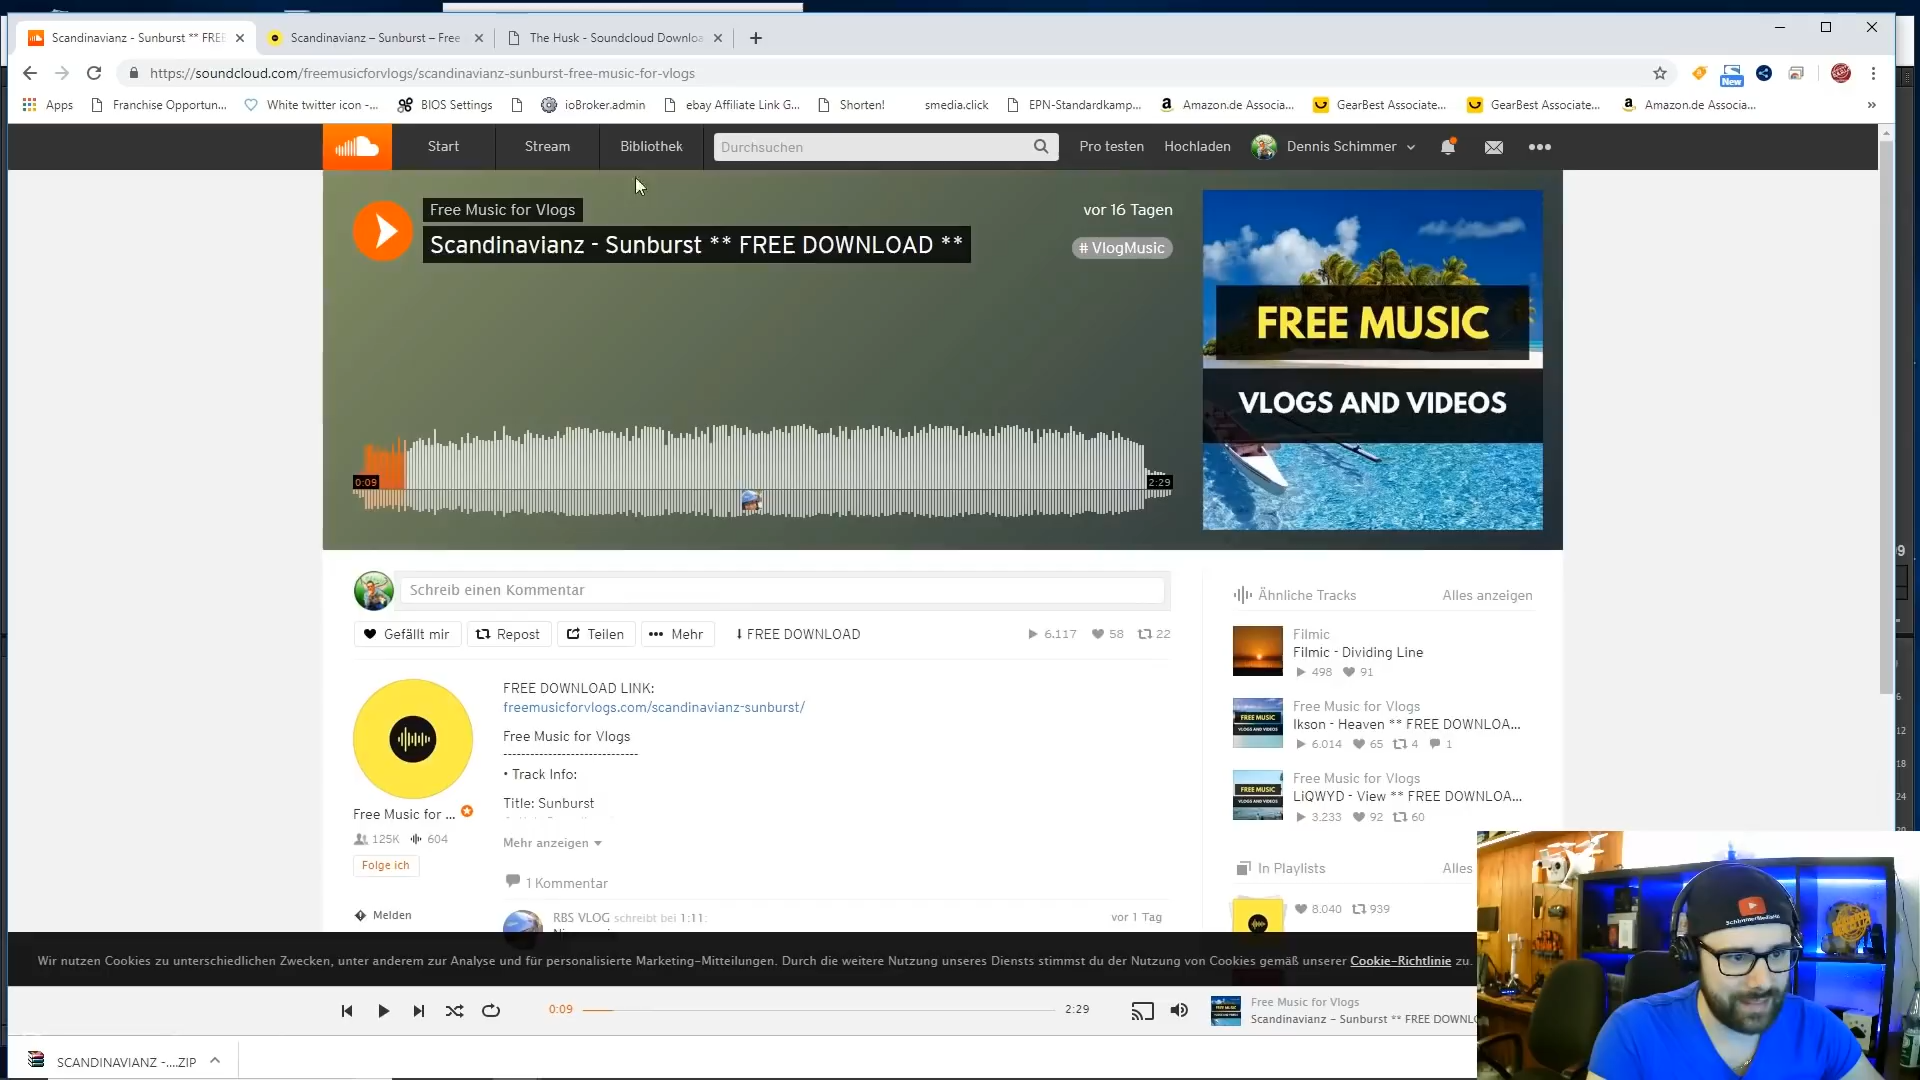 Scandinavianz - Sunburst ** FREE
Scandinavianz – Sunburst – Free
The Husk - Soundcloud Downloa
https://soundcloud.com/freemusicforvlogs/scandinavianz-sunburst-free-music-for-vlogs
New
Apps
Franchise Opportun...
White twitter icon -...
BIOS Settings
ioBroker.admin
ebay Affiliate Link G...
Shorten!
smedia.click
EPN-Standardkamp...
Amazon.de Associa...
GearBest Associate...
GearBest Associate...
Amazon.de Associa...
Start
Stream
Bibliothek
Durchsuchen
Pro testen
Hochladen
Dennis Schimmer
Free Music for Vlogs
Scandinavianz - Sunburst ** FREE DOWNLOAD **
vor 16 Tagen
# VlogMusic
FREE MUSIC
VLOGS AND VIDEOS
0:09
2:29
Schreib einen Kommentar
Gefällt mir
Repost
Teilen
Mehr
FREE DOWNLOAD
6.117
58
22
FREE DOWNLOAD LINK:
freemusicforvlogs.com/scandinavianz-sunburst/
Free Music for Vlogs
----------------------------
• Track Info:
Title: Sunburst
Mehr anzeigen
Free Music for ...
125K
604
Folge ich
Melden
1 Kommentar
RBS VLOG schreibt bei 1:11:
vor 1 Tag
Ähnliche Tracks
Alles anzeigen
Filmic
Filmic - Dividing Line
498
91
Free Music for Vlogs
Ikson - Heaven ** FREE DOWNLOA...
6.014
65
4
1
Free Music for Vlogs
LiQWYD - View ** FREE DOWNLOA...
3.233
92
60
In Playlists
Alles
8.040
939
Wir nutzen Cookies zu unterschiedlichen Zwecken, unter anderem zur Analyse und für personalisierte Marketing-Mitteilungen. Durch die weitere Nutzung unseres Diensts stimmst du der Nutzung von Cookies gemäß unserer Cookie-Richtlinie zu.
0:09
2:29
Free Music for Vlogs
Scandinavianz – Sunburst ** FREE DOWNL
SCANDINAVIANZ -....ZIP